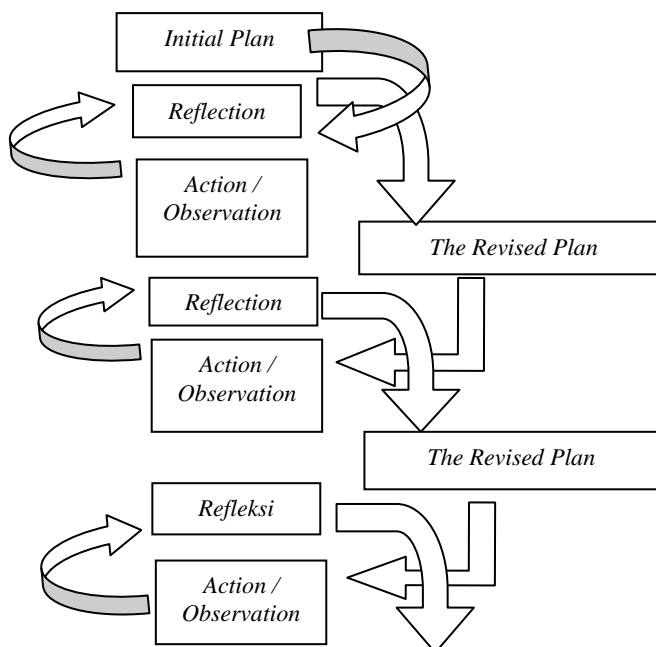 Initial Plan
Reflection
Action /
Observation
The Revised Plan
Reflection
Action /
Observation
The Revised Plan
Refleksi
Action /
Observation